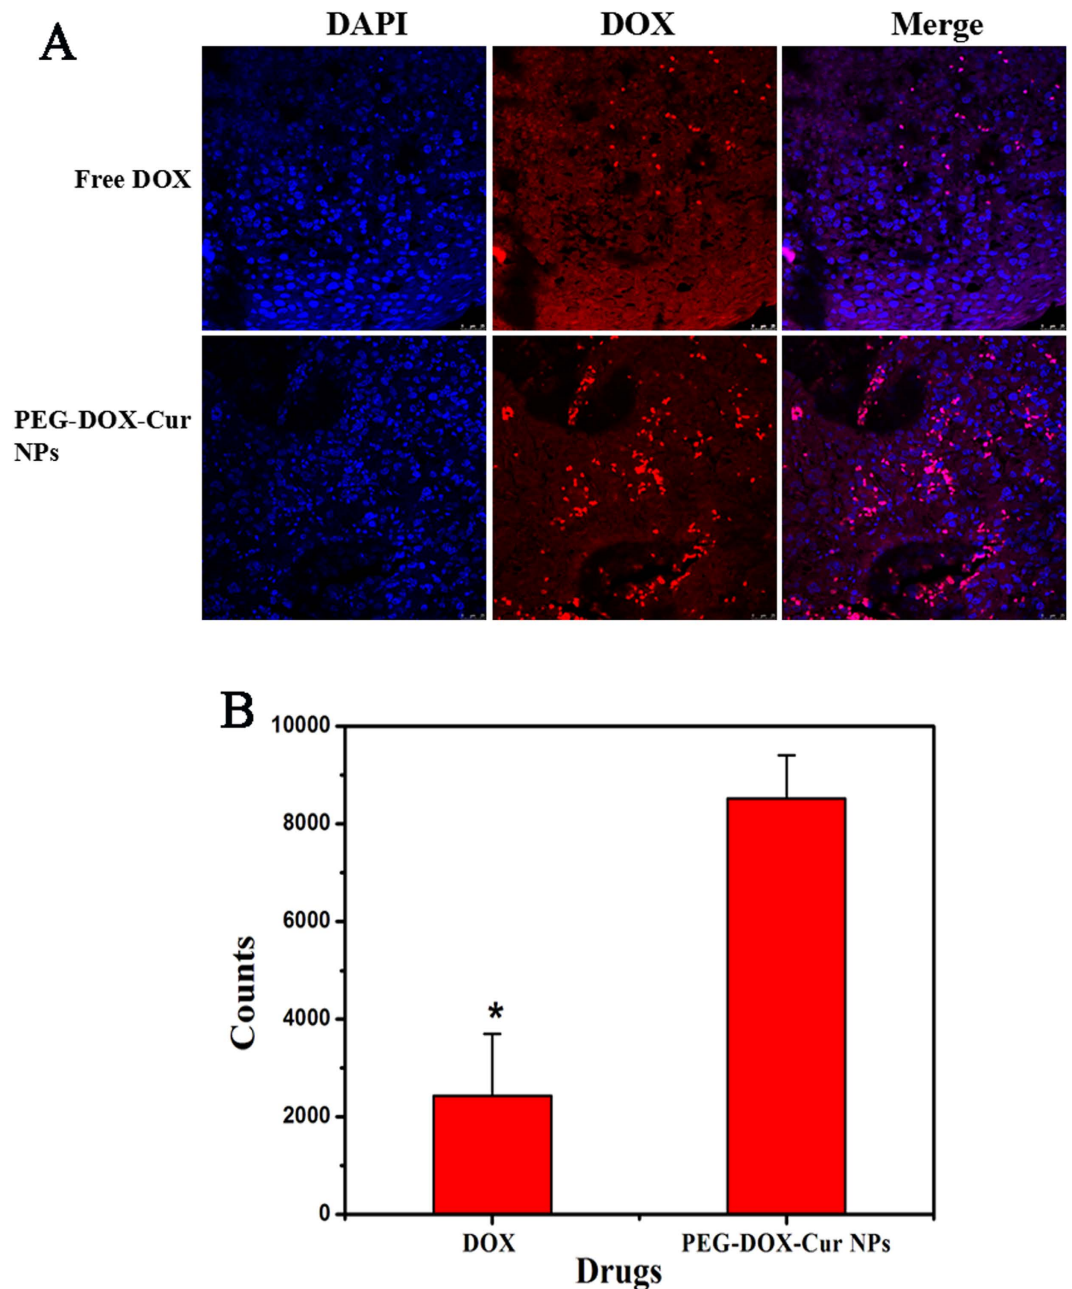 A
DAPI DOX Merge
Free DOX
PEG-DOX-Cur
NPs
B
10000
8000
6000
4000
2000
0
Counts
*
DOX PEG-DOX-Cur NPs
Drugs